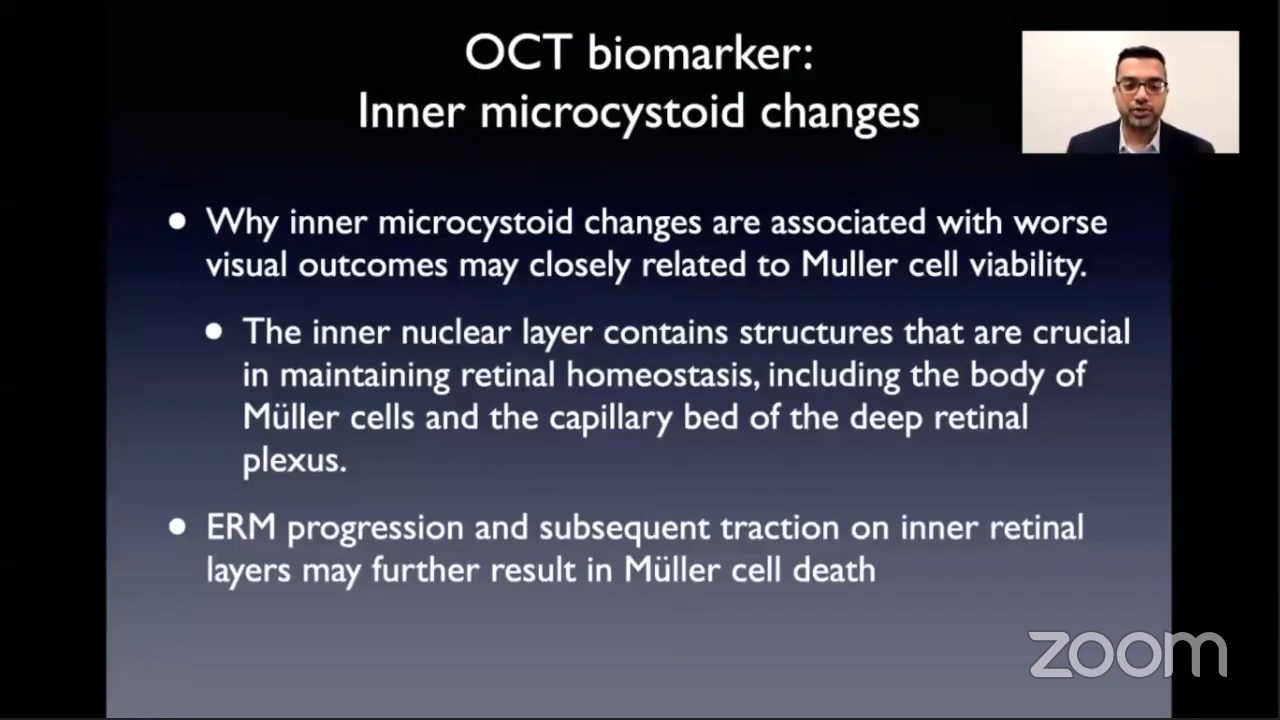 OCT biomarker:
Inner microcystoid changes
• Why inner microcystoid changes are associated with worse
visual outcomes may closely related to Muller cell viability.
• The inner nuclear layer contains structures that are crucial
in maintaining retinal homeostasis, including the body of
Müller cells and the capillary bed of the deep retinal
plexus.
• ERM progression and subsequent traction on inner retinal
layers may further result in Müller cell death
zoom